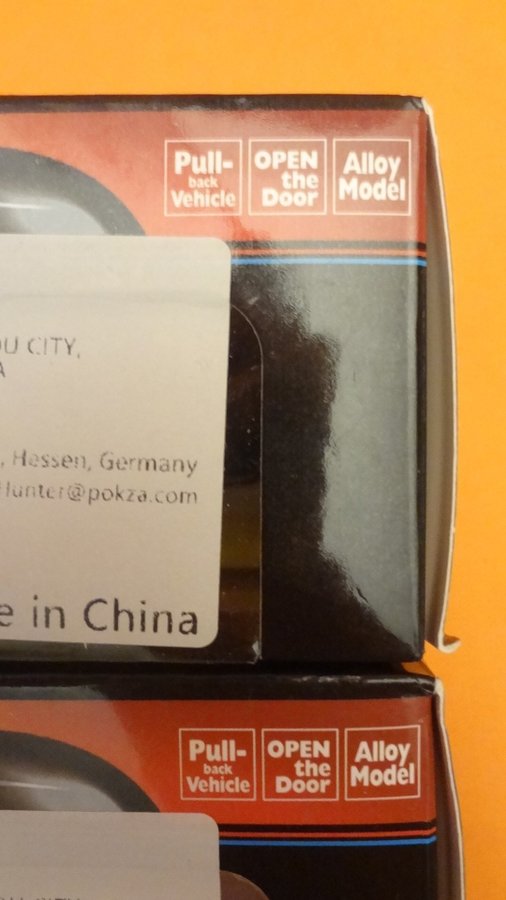 Pull-
back
Vehicle
OPEN
the
Door
Alloy
Model
CITY,
, Hessen, Germany
Hunter@pokza.com
in China
Pull-
back
Vehicle
OPEN
the
Door
Alloy
Model